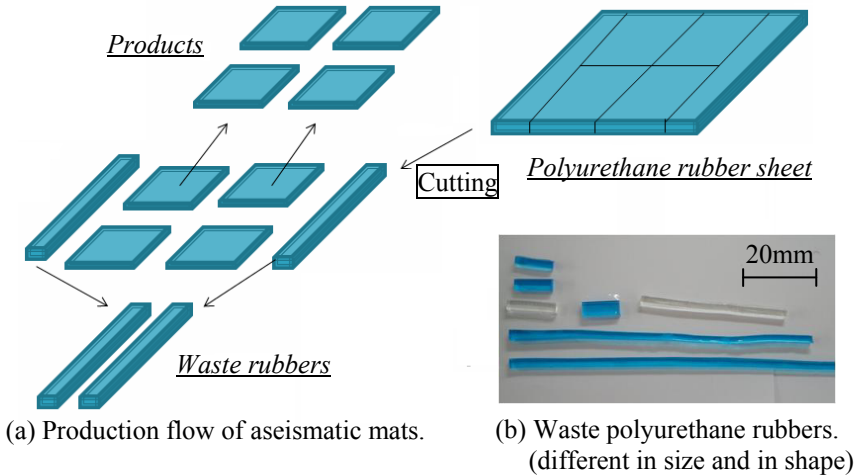 Products
Polyurethane rubber sheet
Cutting
20mm
Waste rubbers
(a) Production flow of aseismatic mats.
(b) Waste polyurethane rubbers.
(different in size and in shape)